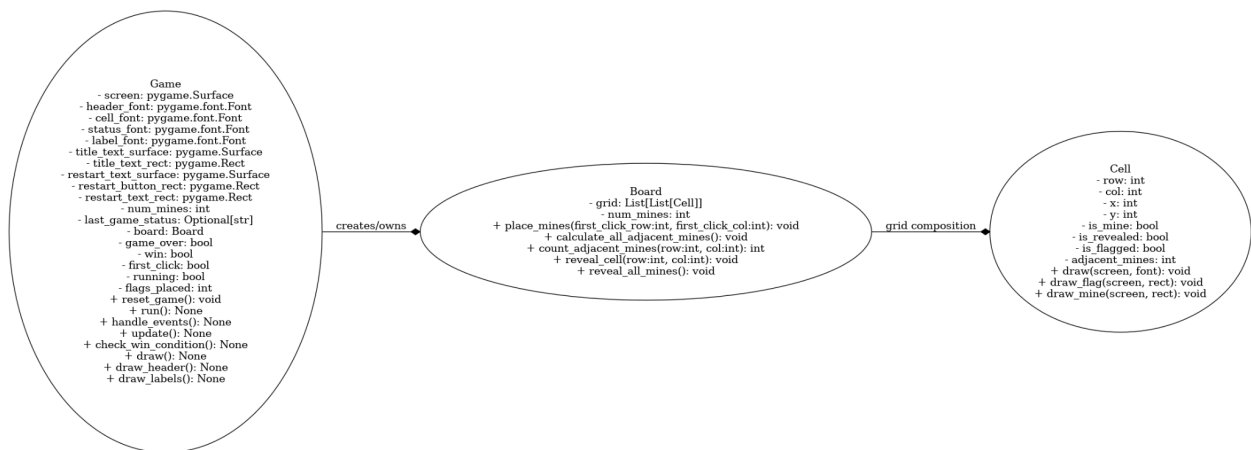 Game
- screen: pygame.Surface
- header_font: pygame.font.Font
- cell_font: pygame.font.Font
- status_font: pygame.font.Font
- label_font: pygame.font.Font
- title_text_surface: pygame.Surface
- title_text_rect: pygame.Rect
- restart_text_surface: pygame.Surface
- restart_button_rect: pygame.Rect
- restart_text_rect: pygame.Rect
- num_mines: int
- last_game_status: Optional[str]
- board: Board
- game_over: bool
- win: bool
- first_click: bool
- running: bool
- flags_placed: int
+ reset_game(): void
+ run(): None
+ handle_events(): None
+ update(): None
+ check_win_condition(): None
+ draw(): None
+ draw_header(): None
+ draw_labels(): None
creates/owns
Board
- grid: List[List[Cell]]
- num_mines: int
+ place_mines(first_click_row:int, first_click_col:int): void
+ calculate_all_adjacent_mines(): void
+ count_adjacent_mines(row:int, col:int): int
+ reveal_cell(row:int, col:int): void
+ reveal_all_mines(): void
grid composition
Cell
- row: int
- col: int
- x: int
- y: int
- is_mine: bool
- is_revealed: bool
- is_flagged: bool
- adjacent_mines: int
+ draw(screen, font): void
+ draw_flag(screen, rect): void
+ draw_mine(screen, rect): void